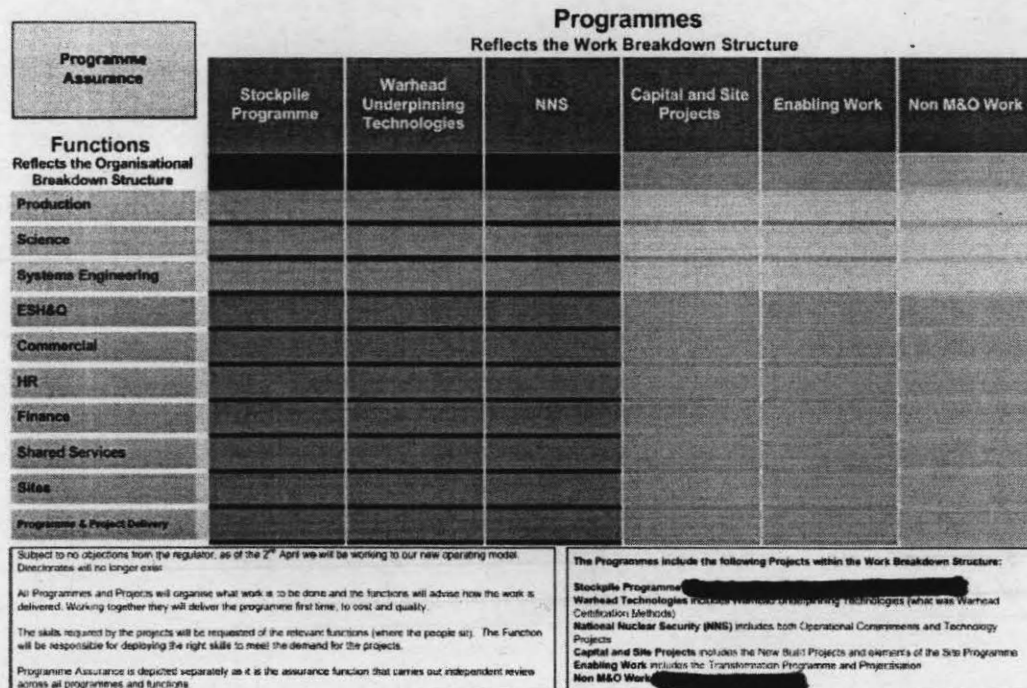 Programmes
Reflects the Work Breakdown Structure
Programme
Assurance
Stockpile
Programme
Warhead
Underpinning
Technologies
NNS
Capital and Site
Projects
Enabling Work
Non M&O Work
Functions
Reflects the Organisational
Breakdown Structure
Production
Science
Systems Engineering
ESH&Q
Commercial
HR
Finance
Shared Services
Sites
Programme & Project Delivery
Subject to no objections from the regulator, as of the 2nd April we will be working to our new operating model.
Directorates will no longer exist
All Programmes and Projects will organise what work is to be done and the functions will advise how the work is
delivered. Working together they will deliver the programme first time, to cost and quality.
The skills required by the projects will be requested of the relevant functions (where the people sit). The Function
will be responsible for deploying the right skills to meet the demand for the projects.
Programme Assurance is depicted separately as it is the assurance function that carries out independent review
across all programmes and functions
The Programmes include the following Projects within the Work Breakdown Structure:
Stockpile Programme
Warhead Technologies Underpinning Technologies (what was Warhead
Certification Methods)
National Nuclear Security (NNS) includes both Operational Commitments and Technology
Projects
Capital and Site Projects includes the New Build Projects and elements of the Site Programme
Enabling Work includes the Transformation Programme and Projectisation
Non M&O Work